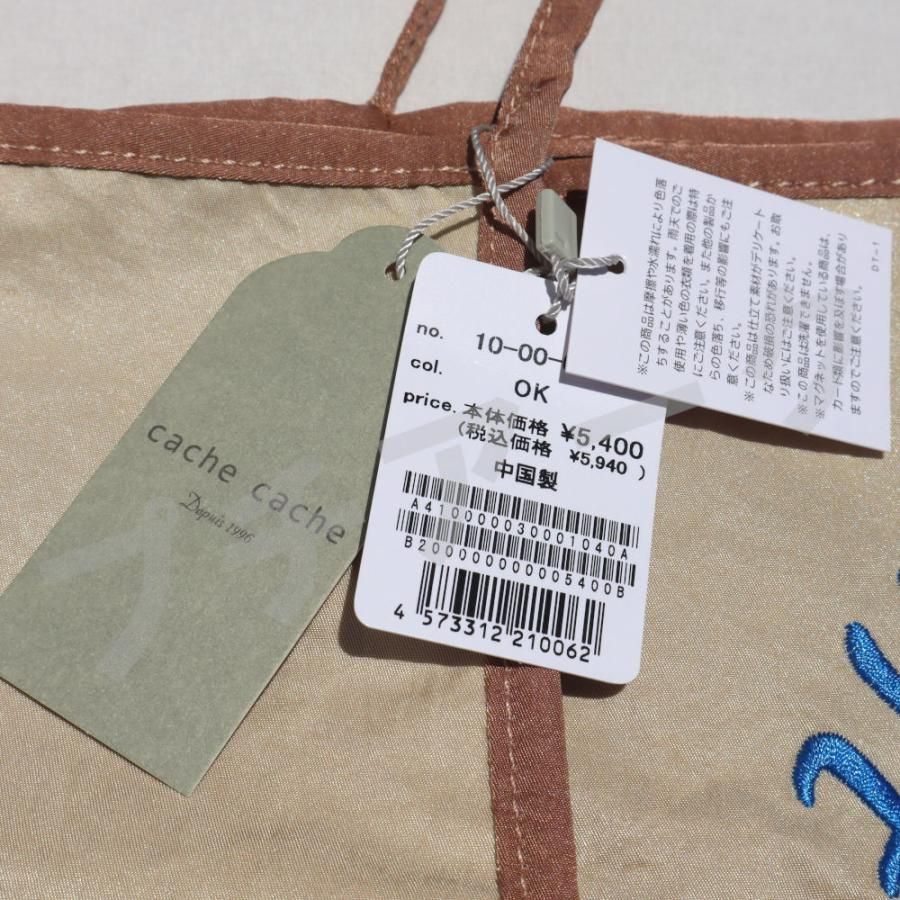 ※この商品は摩擦や水濡れにより色落
ちすることがあります。雨天でのご
使用や薄い色の衣類を着用の際は特
にご注意ください。また他の製品か
らの色落ち、移行等の影響にもご注
意ください。
※この商品は仕立て素材がデリケート
なため破損の恐れがあります。お取
り扱いにはご注意ください。
※この商品は洗濯できません。
※マグネットを使用している商品は、
カード類に影響を及ぼす場合があり
ますのでご注意ください。
DT-1
no. 10-00-
col. OK
price. 本体価格 ¥5,400
(税込価格 ¥5,940 )
中国製
A410000030001040A
B20000000005400B
4 573312 210062
cache cache
Depuis 1996